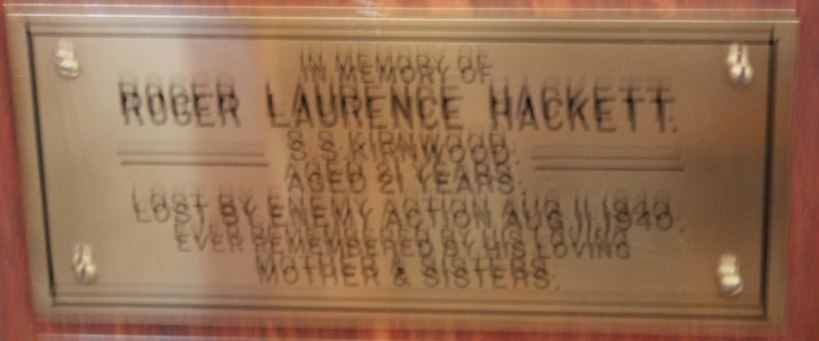 IN MEMORY OF
ROGER LAURENCE HACKETT.
S.S. KIRNWOOD.
AGED 21 YEARS.
LOST BY ENEMY ACTION AUG 11.1940.
EVER REMEMBERED BY HIS LOVING
MOTHER & SISTERS.